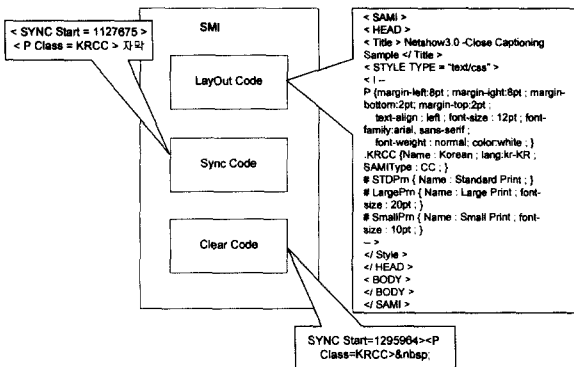 < SYNC Start = 1127675 >
< P Class = KRCC > 자막
SMI
LayOut Code
Sync Code
Clear Code
< SAMI >
< HEAD >
< Title > Netshow3.0 -Close Captioning
Sample </ Title >
< STYLE TYPE = "text/css" >
< ! --
P {margin-left:8pt ; margin-ight:8pt ; margin-
bottom:2pt; margin-top:2pt ;
text-align : left ; font-size : 12pt ; font-
family:arial, sans-serif ;
font-weight : normal; color:white ; }
.KRCC {Name : Korean ; lang:kr-KR ;
SAMIType : CC ; }
# STDPrn { Name : Standard Print ; }
# LargePrn { Name : Large Print ; font-
size : 20pt ; }
# SmallPrn { Name : Small Print ; font-
size : 10pt ; }
-- >
</ Style >
</ HEAD >
< BODY >
</ BODY >
</ SAMI >
SYNC Start=1295964><P
Class=KRCC>&nbsp;